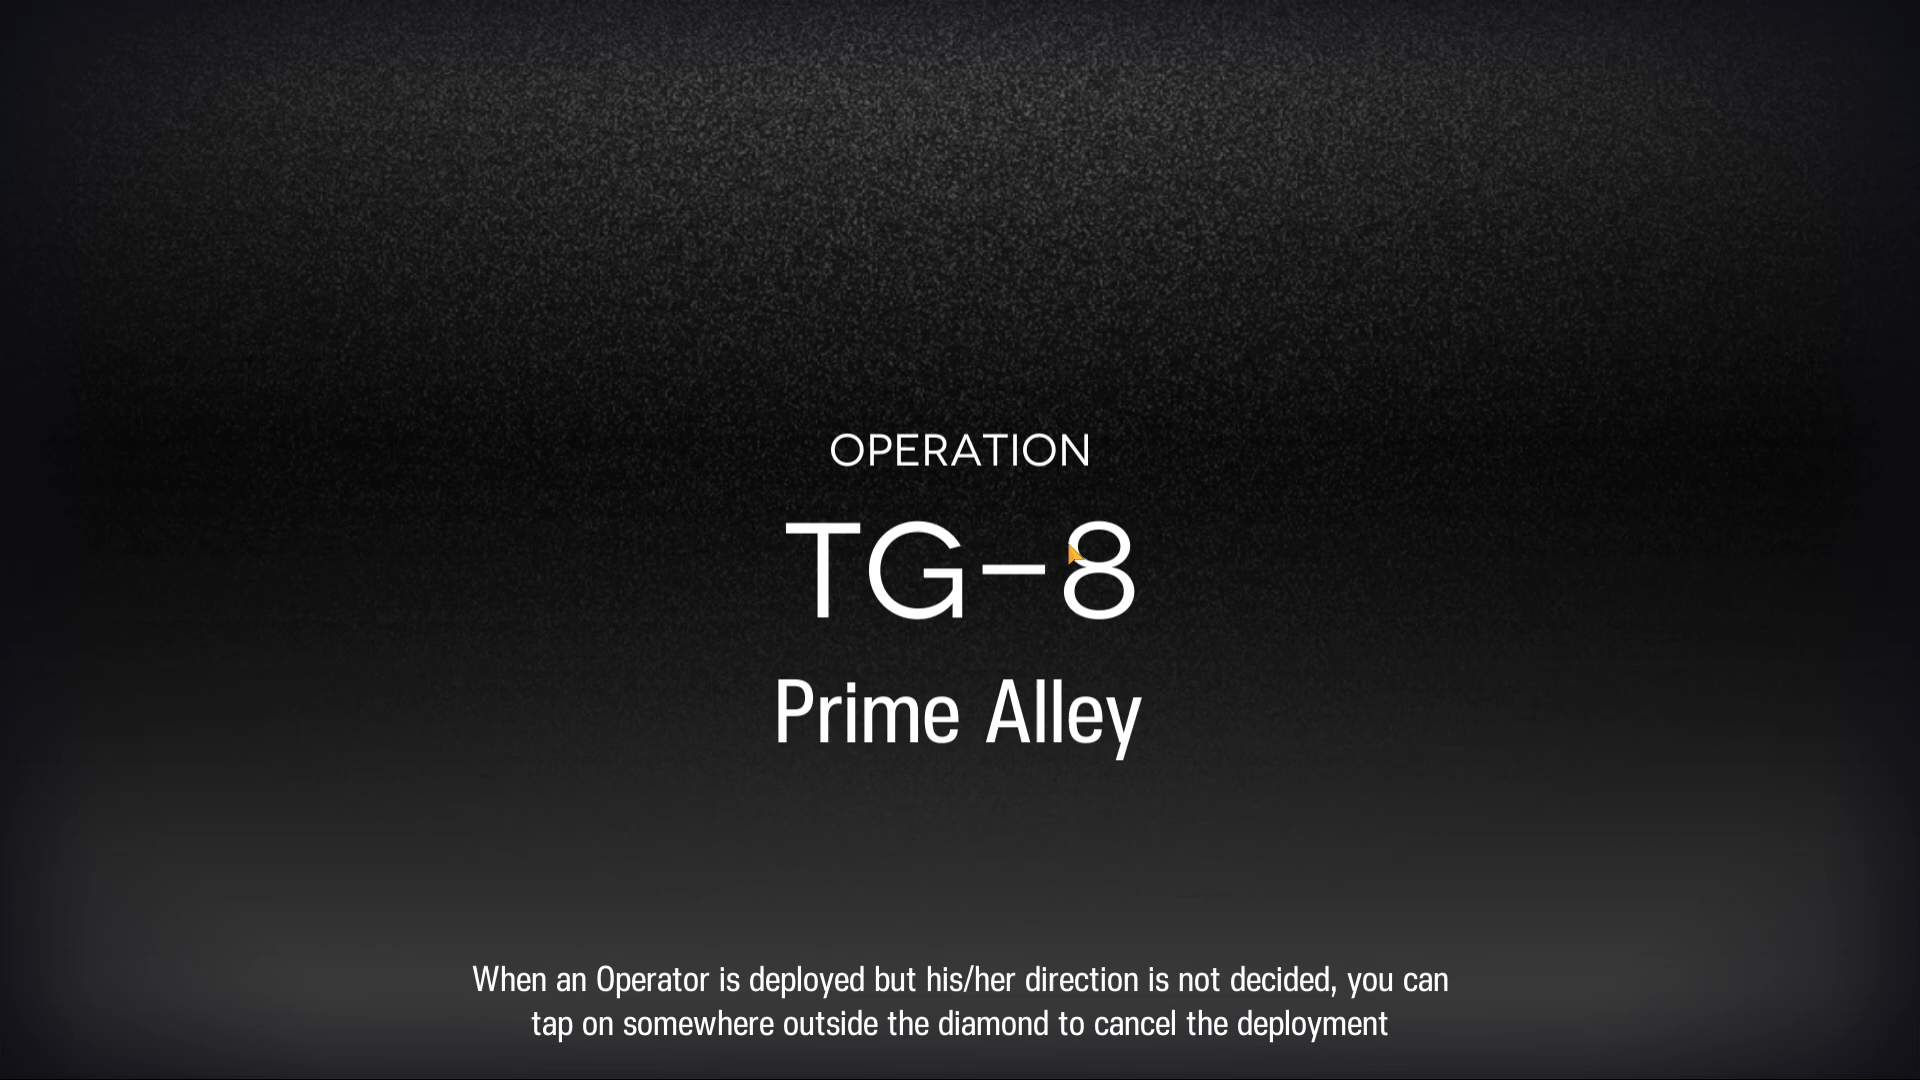 OPERATION
TG-8
Prime Alley
When an Operator is deployed but his/her direction is not decided, you can
tap on somewhere outside the diamond to cancel the deployment